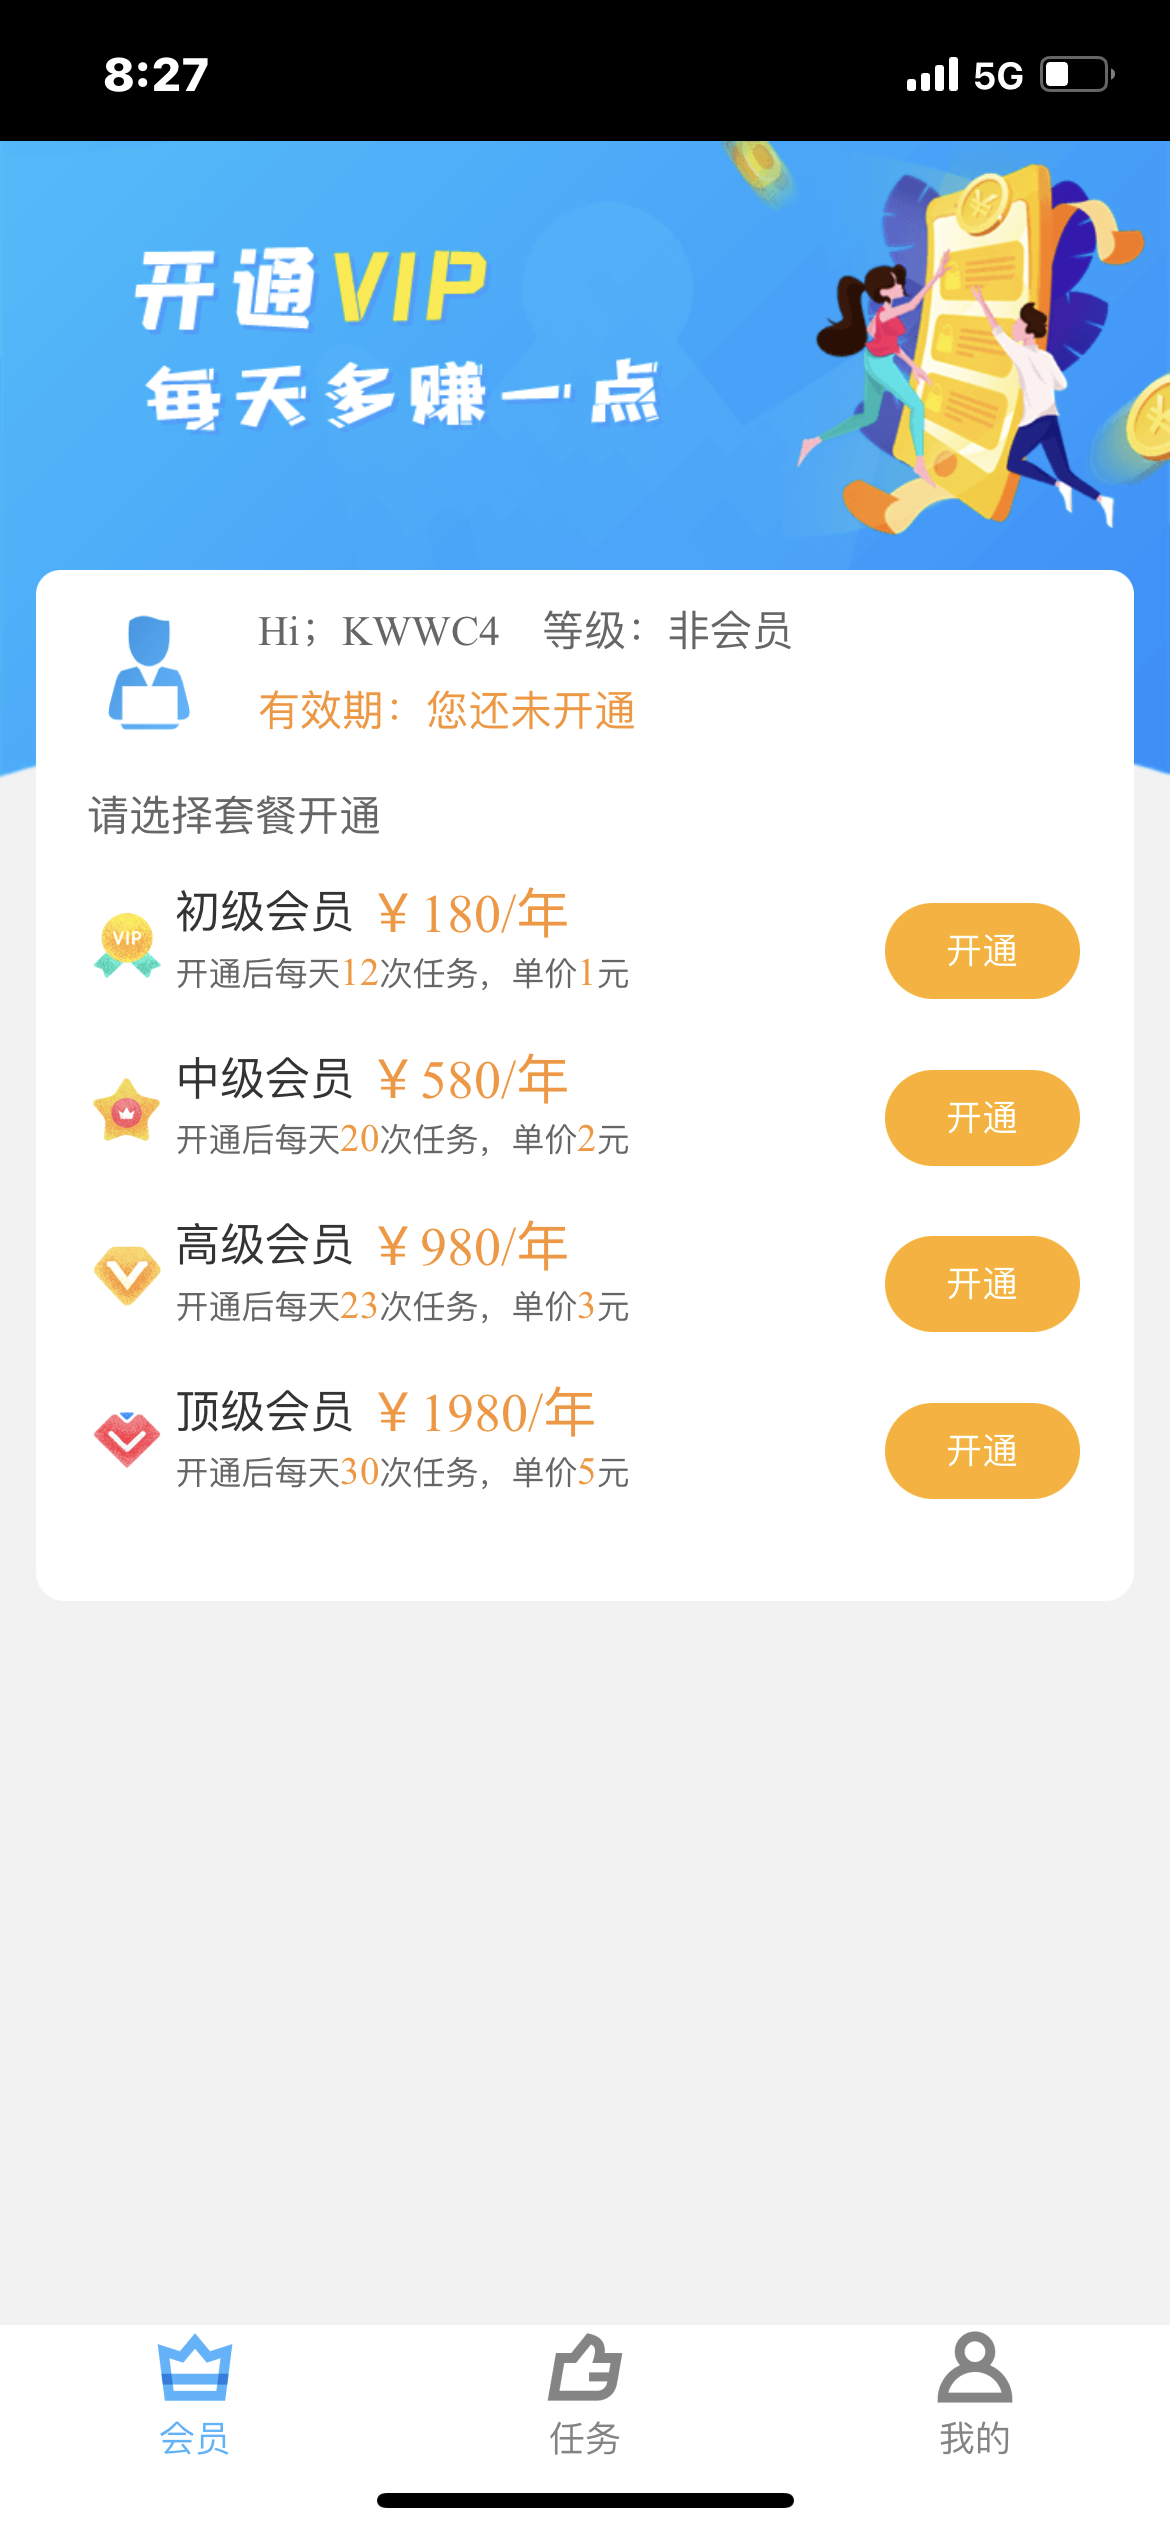 8:27
5G
开通VIP
每天多赚一点
Hi；KWWC4 等级：非会员
有效期：您还未开通
请选择套餐开通
初级会员 ￥180/年
VIP
开通后每天12次任务，单价1元
开通
中级会员 ￥580/年
开通后每天20次任务，单价2元
开通
高级会员 ￥980/年
开通后每天23次任务，单价3元
开通
顶级会员 ￥1980/年
开通后每天30次任务，单价5元
开通
会员
任务
我的